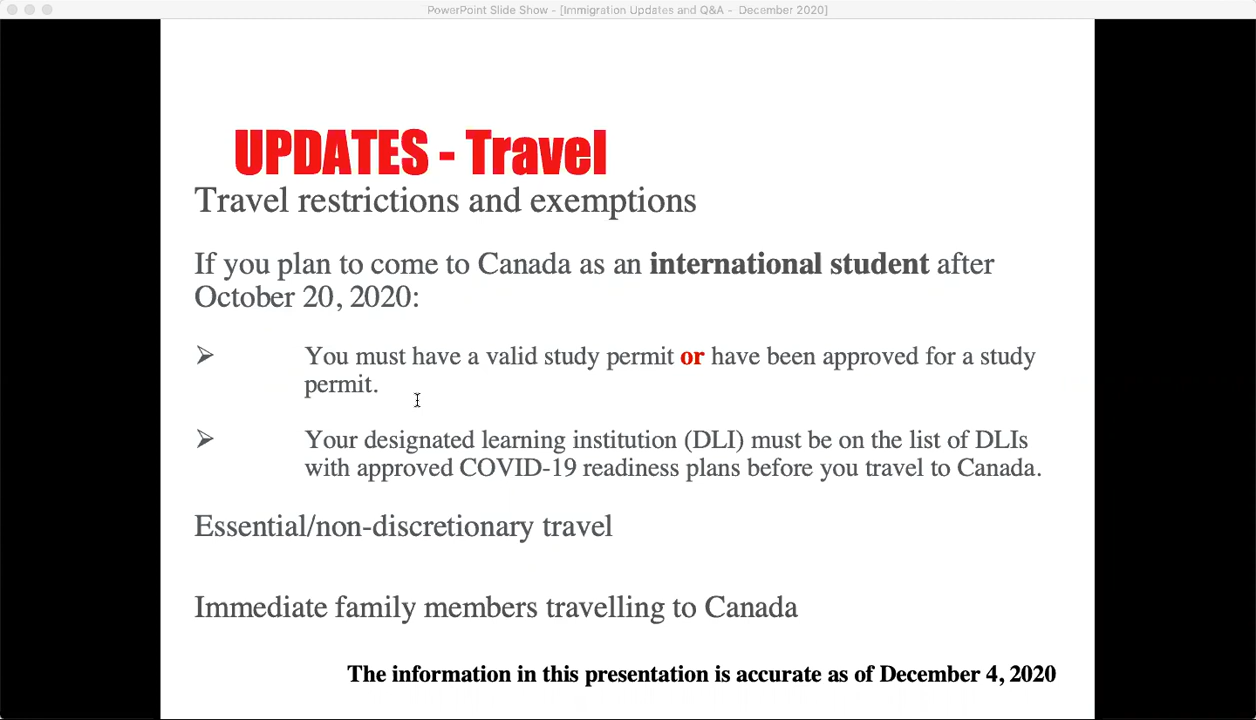 PowerPoint Slide Show - [Immigration Updates and Q&A - December 2020]
UPDATES - Travel
Travel restrictions and exemptions
If you plan to come to Canada as an international student after
October 20, 2020:
You must have a valid study permit or have been approved for a study
permit.
Your designated learning institution (DLI) must be on the list of DLIs
with approved COVID-19 readiness plans before you travel to Canada.
Essential/non-discretionary travel
Immediate family members travelling to Canada
The information in this presentation is accurate as of December 4, 2020